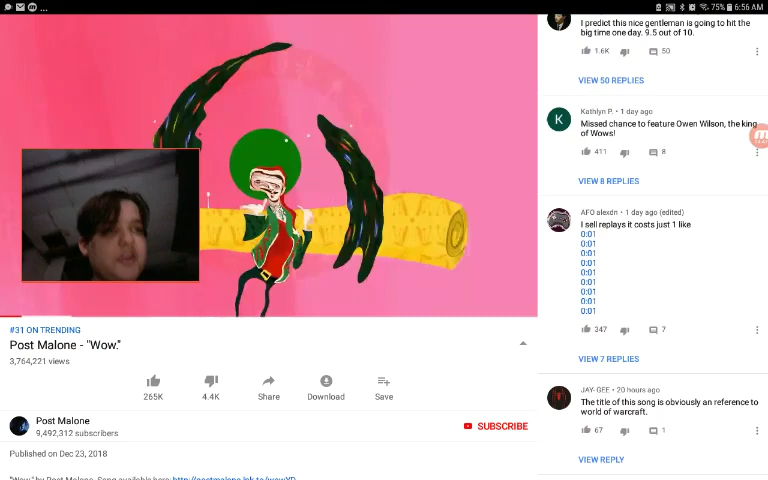 ... 75% 6:56 AM
#31 ON TRENDING
Post Malone - "Wow."
3,764,221 views
265K
4.4K
Share
Download
Save
Post Malone
9,492,312 subscribers
SUBSCRIBE
Published on Dec 23, 2018
"Wow." by Post Malone. Song available here: http://postmalone.lnk.to/wowYD
I predict this nice gentleman is going to hit the
big time one day. 9.5 out of 10.
1.6K
50
VIEW 50 REPLIES
K
Kathlyn P. • 1 day ago
Missed chance to feature Owen Wilson, the king
of Wows!
411
8
VIEW 8 REPLIES
AFO alexdn • 1 day ago (edited)
I sell replays it costs just 1 like
0:01
0:01
0:01
0:01
0:01
0:01
0:01
0:01
0:01
347
7
VIEW 7 REPLIES
JAY- GEE • 20 hours ago
The title of this song is obviously an reference to
world of warcraft.
67
1
VIEW REPLY